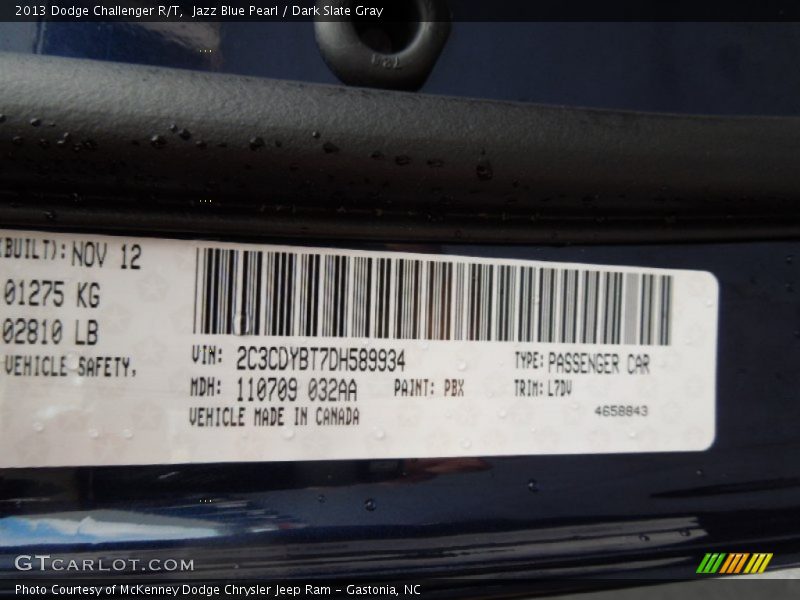 2013 Dodge Challenger R/T, Jazz Blue Pearl / Dark Slate Gray
(BUILT): NOV 12
01275 KG
02810 LB
VEHICLE SAFETY,
VIN: 2C3CDYBT7DH589934 TYPE: PASSENGER CAR
MDH: 110709 032AA PAINT: PBX TRIM: L7DV
VEHICLE MADE IN CANADA 4658843
GTCARLOT.COM
Photo Courtesy of McKenney Dodge Chrysler Jeep Ram - Gastonia, NC